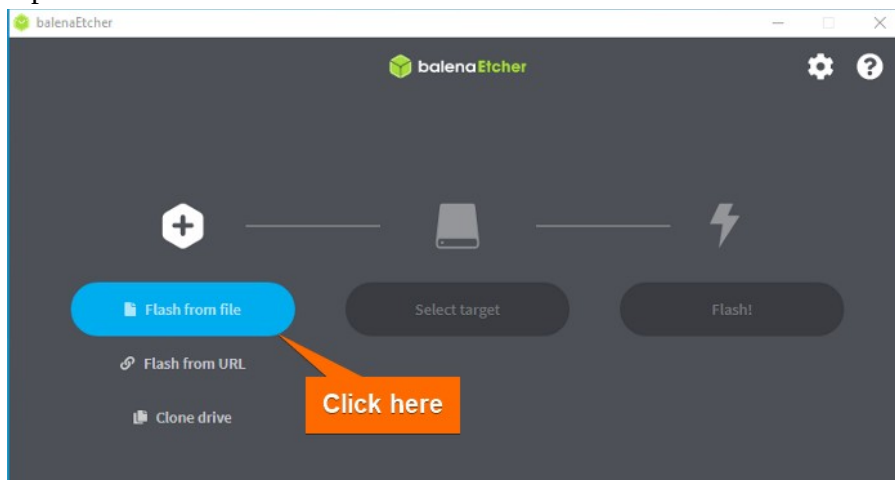 balenaEtcher
balenaEtcher
Flash from file
Select target
Flash!
Flash from URL
Click here
Clone drive